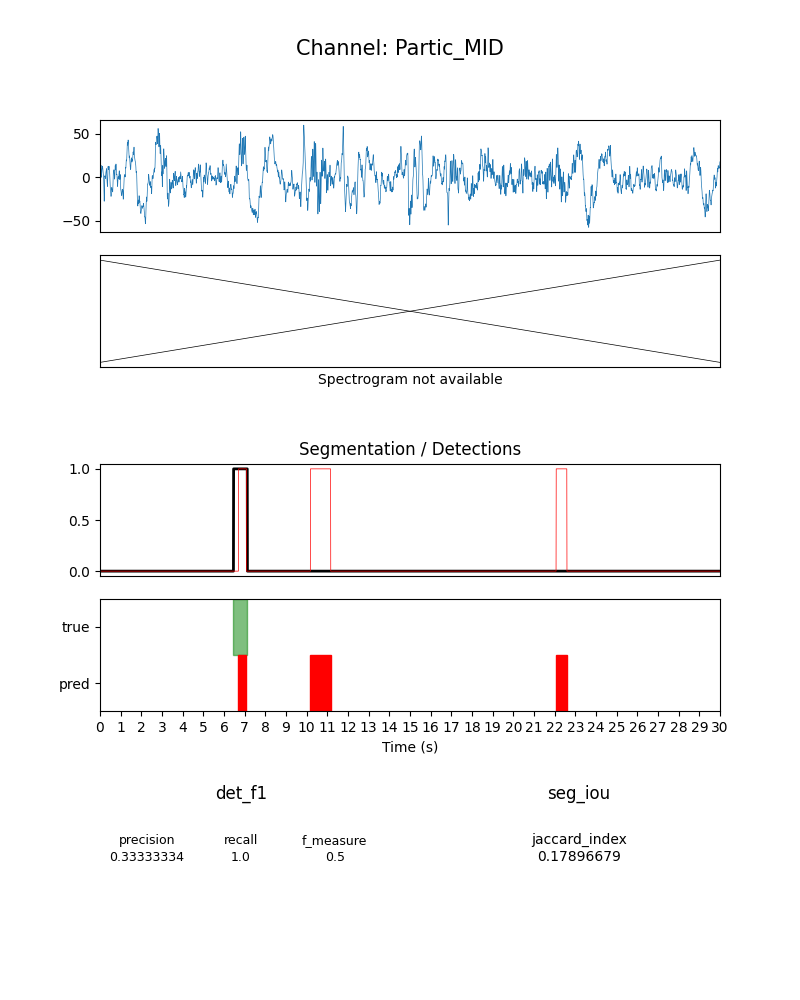 Channel: Partic_MID
50
0
−50
Spectrogram not available
Segmentation / Detections
1.0
0.5
0.0
true
pred
0 1 2 3 4 5 6 7 8 9 10 11 12 13 14 15 16 17 18 19 20 21 22 23 24 25 26 27 28 29 30
Time (s)
det_f1 seg_iou
precision recall f_measure jaccard_index
0.33333334 1.0 0.5 0.17896679